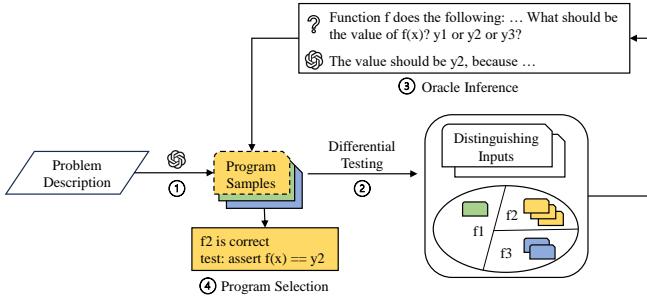 Function f does the following: … What should be
the value of f(x)? y1 or y2 or y3?
The value should be y2, because …
③ Oracle Inference
Problem
Description
①
Program
Samples
Differential
Testing
②
Distinguishing
Inputs
f1
f2
f3
f2 is correct
test: assert f(x) == y2
④ Program Selection